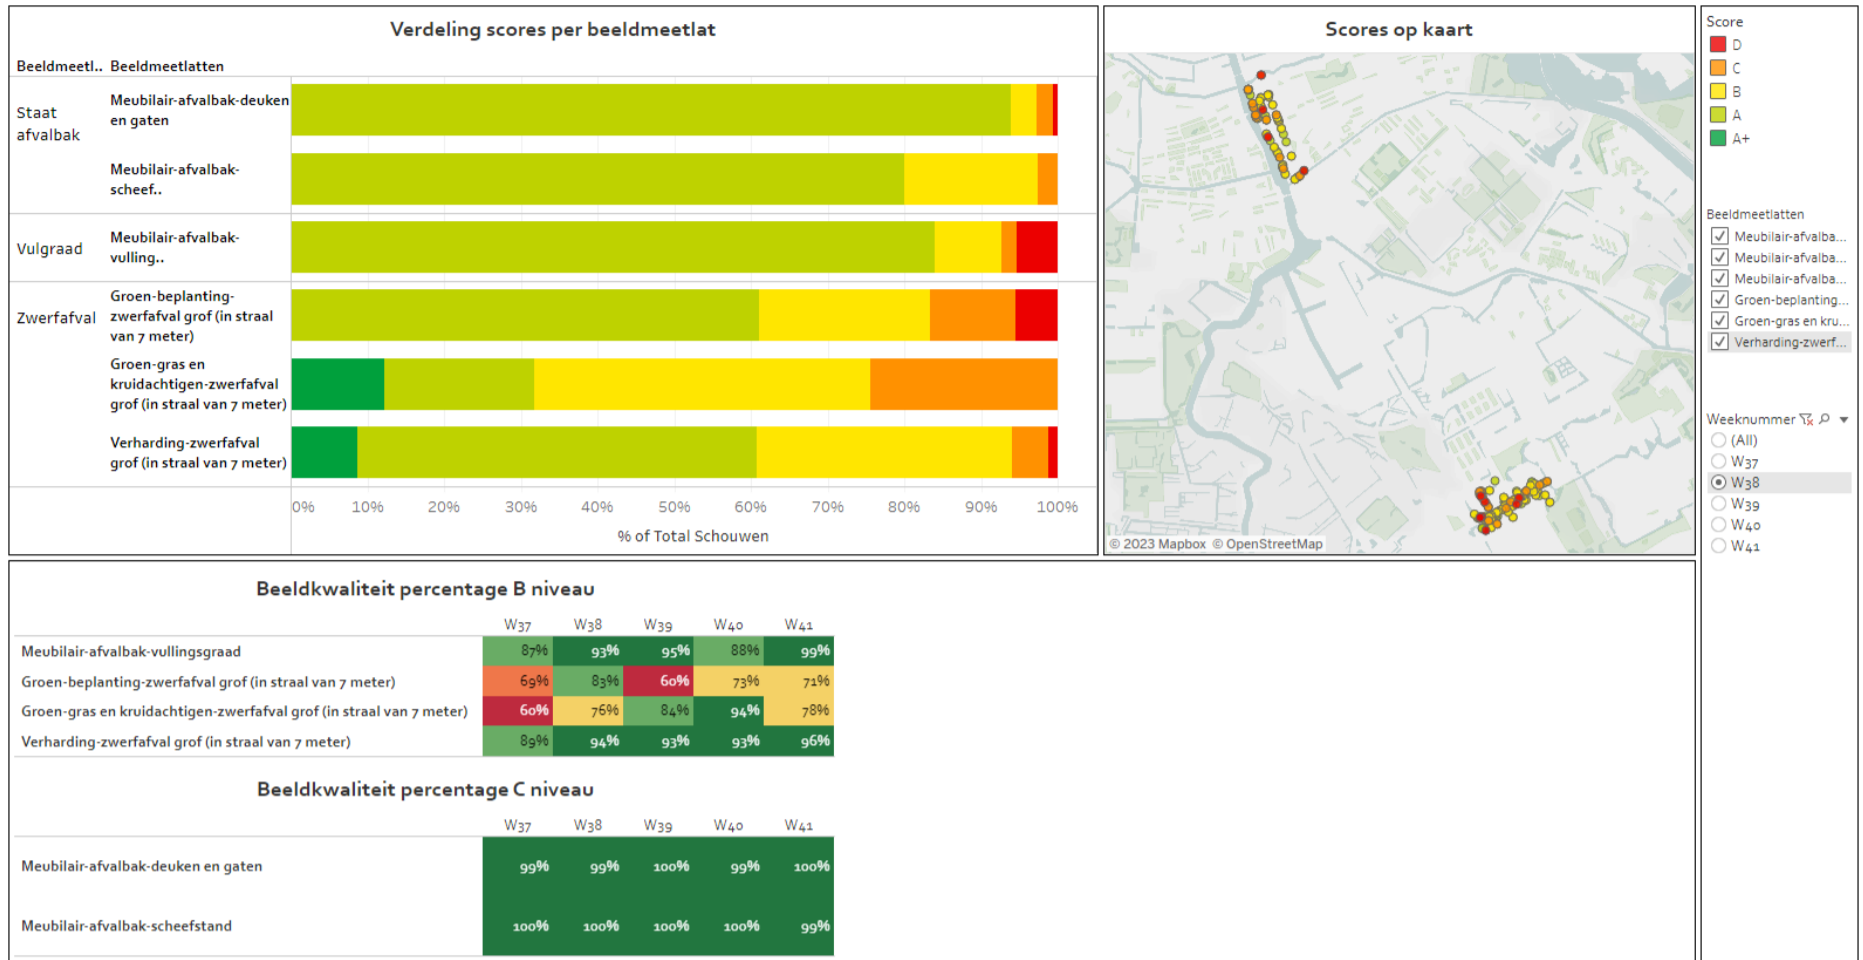 Verdeling scores per beeldmeetlat
Beeldmeetl.. Beeldmeetlatten
Staat
afvalbak
Meubilair-afvalbak-deuken
en gaten
Meubilair-afvalbak-
scheef..
Vulgraad
Meubilair-afvalbak-
vulling..
Zwerfafval
Groen-beplanting-
zwerfafval grof (in straal
van 7 meter)
Groen-gras en
kruidachtigen-zwerfafval
grof (in straal van 7 meter)
Verharding-zwerfafval
grof (in straal van 7 meter)
0% 10% 20% 30% 40% 50% 60% 70% 80% 90% 100%
% of Total Schouwen
Scores op kaart
© 2023 Mapbox © OpenStreetMap
Score
D
C
B
A
A+
Beeldmeetlatten
Meubilair-afvalba...
Meubilair-afvalba...
Meubilair-afvalba...
Groen-beplanting...
Groen-gras en kru...
Verharding-zwerf...
Weeknummer
(All)
W37
W38
W39
W40
W41
Beeldkwaliteit percentage B niveau
W37 W38 W39 W40 W41
Meubilair-afvalbak-vullingsgraad 87% 93% 95% 88% 99%
Groen-beplanting-zwerfafval grof (in straal van 7 meter) 69% 83% 60% 73% 71%
Groen-gras en kruidachtigen-zwerfafval grof (in straal van 7 meter) 60% 76% 84% 94% 78%
Verharding-zwerfafval grof (in straal van 7 meter) 89% 94% 93% 93% 96%
Beeldkwaliteit percentage C niveau
W37 W38 W39 W40 W41
Meubilair-afvalbak-deuken en gaten 99% 99% 100% 99% 100%
Meubilair-afvalbak-scheefstand 100% 100% 100% 100% 99%